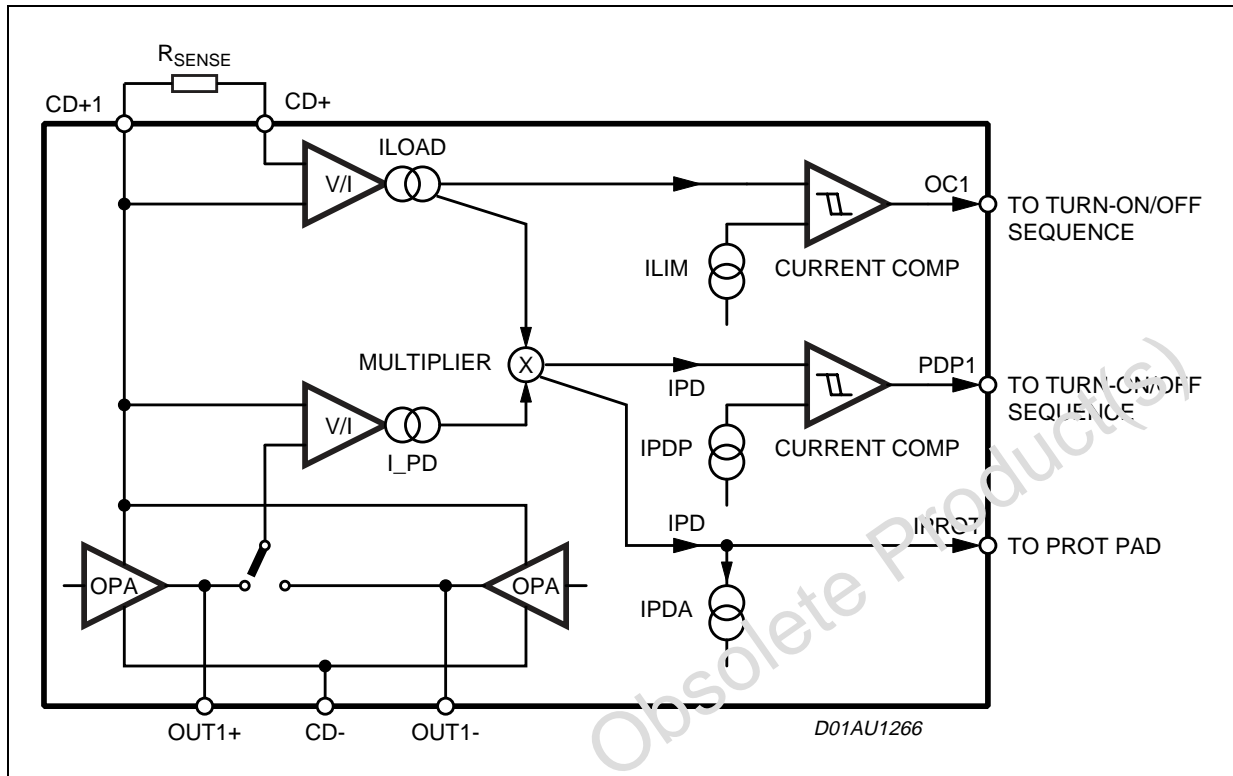 RSENSE
CD+1
CD+
ILOAD
V/I
OC1
TO TURN-ON/OFF
SEQUENCE
ILIM
CURRENT COMP
MULTIPLIER
X
IPD
PDP1
TO TURN-ON/OFF
SEQUENCE
V/I
I_PD
IPDP
CURRENT COMP
IPD
IPROT
TO PROT PAD
OPA
OPA
IPDA
OUT1+
CD-
OUT1-
D01AU1266
Obsolete Product(s)